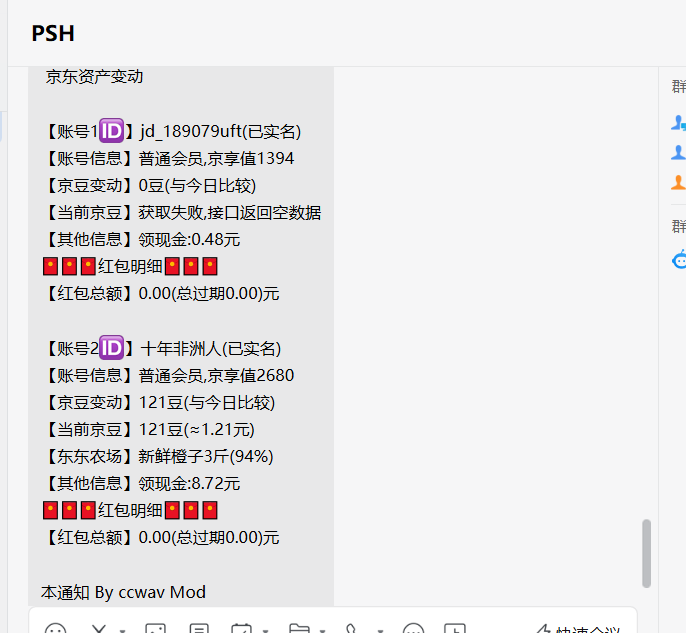 PSH
群
京东资产变动
【账号1🆔】jd_189079uft(已实名)
【账号信息】普通会员,京享值1394
【京豆变动】0豆(与今日比较)
【当前京豆】获取失败,接口返回空数据
【其他信息】领现金:0.48元
🧧🧧🧧红包明细🧧🧧🧧
【红包总额】0.00(总过期0.00)元
群
【账号2🆔】十年非洲人(已实名)
【账号信息】普通会员,京享值2680
【京豆变动】121豆(与今日比较)
【当前京豆】121豆(≈1.21元)
【东东农场】新鲜橙子3斤(94%)
【其他信息】领现金:8.72元
🧧🧧🧧红包明细🧧🧧🧧
【红包总额】0.00(总过期0.00)元
本通知 By ccwav Mod
快速会议